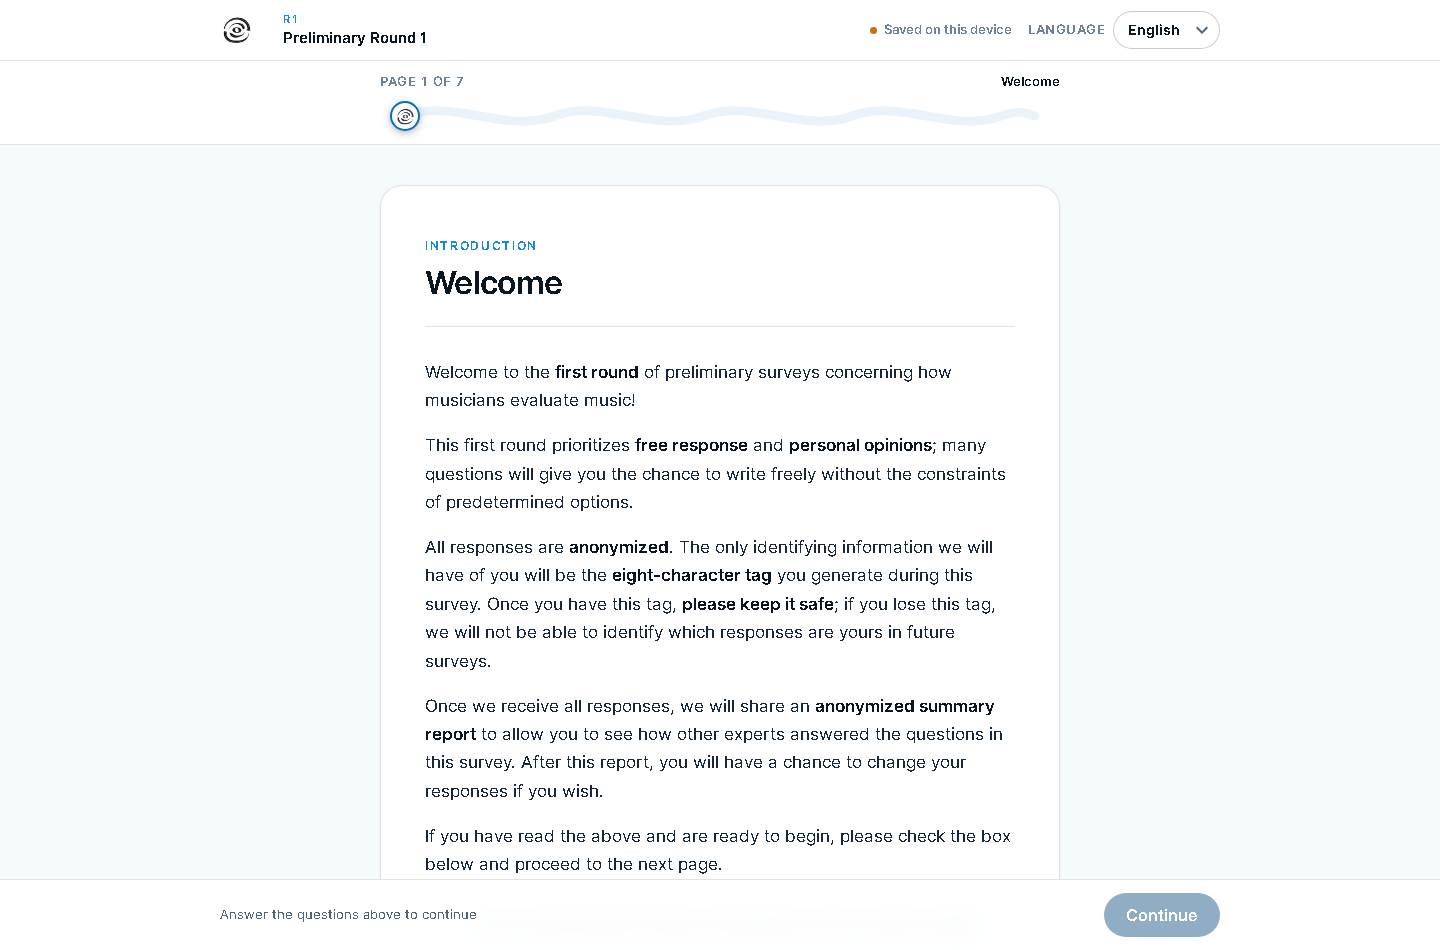 R1
Preliminary Round 1
Saved on this device
LANGUAGE
English
PAGE 1 OF 7
Welcome
INTRODUCTION
Welcome
Welcome to the first round of preliminary surveys concerning how
musicians evaluate music!
This first round prioritizes free response and personal opinions; many
questions will give you the chance to write freely without the constraints
of predetermined options.
All responses are anonymized. The only identifying information we will
have of you will be the eight-character tag you generate during this
survey. Once you have this tag, please keep it safe; if you lose this tag,
we will not be able to identify which responses are yours in future
surveys.
Once we receive all responses, we will share an anonymized summary
report to allow you to see how other experts answered the questions in
this survey. After this report, you will have a chance to change your
responses if you wish.
If you have read the above and are ready to begin, please check the box
below and proceed to the next page.
Answer the questions above to continue
Continue